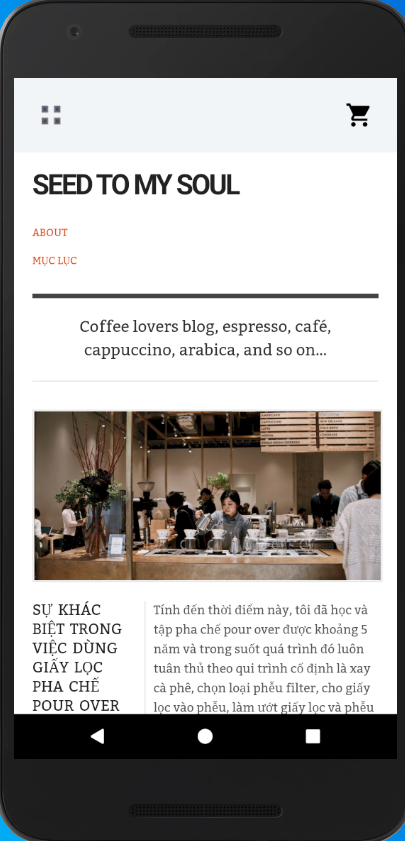 SEED TO MY SOUL
ABOUT
MỤC LỤC
Coffee lovers blog, espresso, café,
cappuccino, arabica, and so on...
SỰ KHÁC
BIỆT TRONG
VIỆC DÙNG
GIẤY LỌC
PHA CHẾ
POUR OVER
Tính đến thời điểm này, tôi đã học và
tập pha chế pour over được khoảng 5
năm và trong suốt quá trình đó luôn
tuân thủ theo qui trình cố định là xay
cà phê, chọn loại phễu filter, cho giấy
lọc vào phễu, làm ướt giấy lọc và phễu